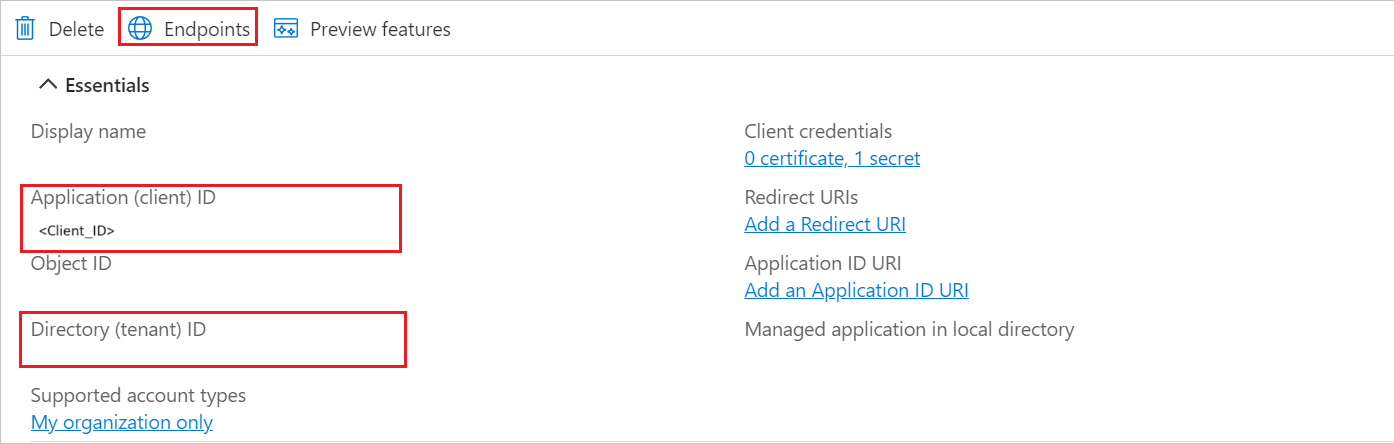 Delete Endpoints Preview features
Essentials
Display name
Client credentials
0 certificate, 1 secret
Application (client) ID
<Client_ID>
Redirect URIs
Add a Redirect URI
Object ID
Application ID URI
Add an Application ID URI
Directory (tenant) ID
Managed application in local directory
Supported account types
My organization only